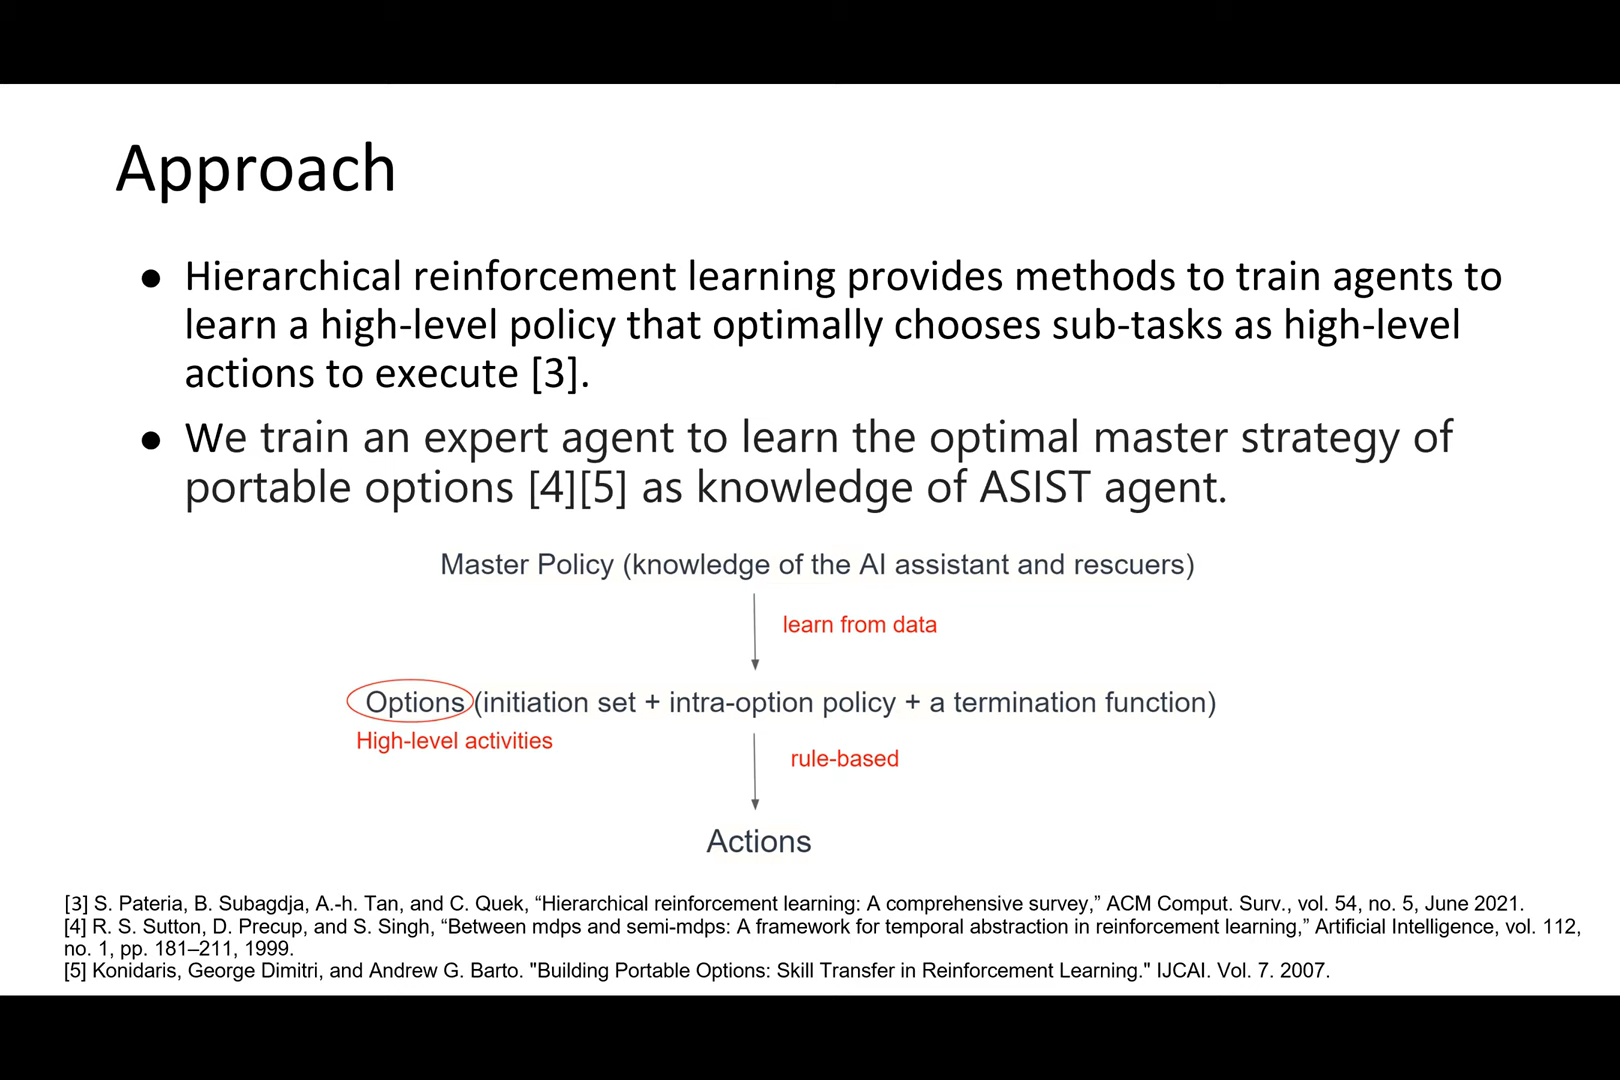 Approach
● Hierarchical reinforcement learning provides methods to train agents to
learn a high-level policy that optimally chooses sub-tasks as high-level
actions to execute [3].
● We train an expert agent to learn the optimal master strategy of
portable options [4][5] as knowledge of ASIST agent.
Master Policy (knowledge of the AI assistant and rescuers)
learn from data
Options (initiation set + intra-option policy + a termination function)
High-level activities
rule-based
Actions
[3] S. Pateria, B. Subagdja, A.-h. Tan, and C. Quek, “Hierarchical reinforcement learning: A comprehensive survey,” ACM Comput. Surv., vol. 54, no. 5, June 2021.
[4] R. S. Sutton, D. Precup, and S. Singh, “Between mdps and semi-mdps: A framework for temporal abstraction in reinforcement learning,” Artificial Intelligence, vol. 112,
no. 1, pp. 181–211, 1999.
[5] Konidaris, George Dimitri, and Andrew G. Barto. "Building Portable Options: Skill Transfer in Reinforcement Learning." IJCAI. Vol. 7. 2007.